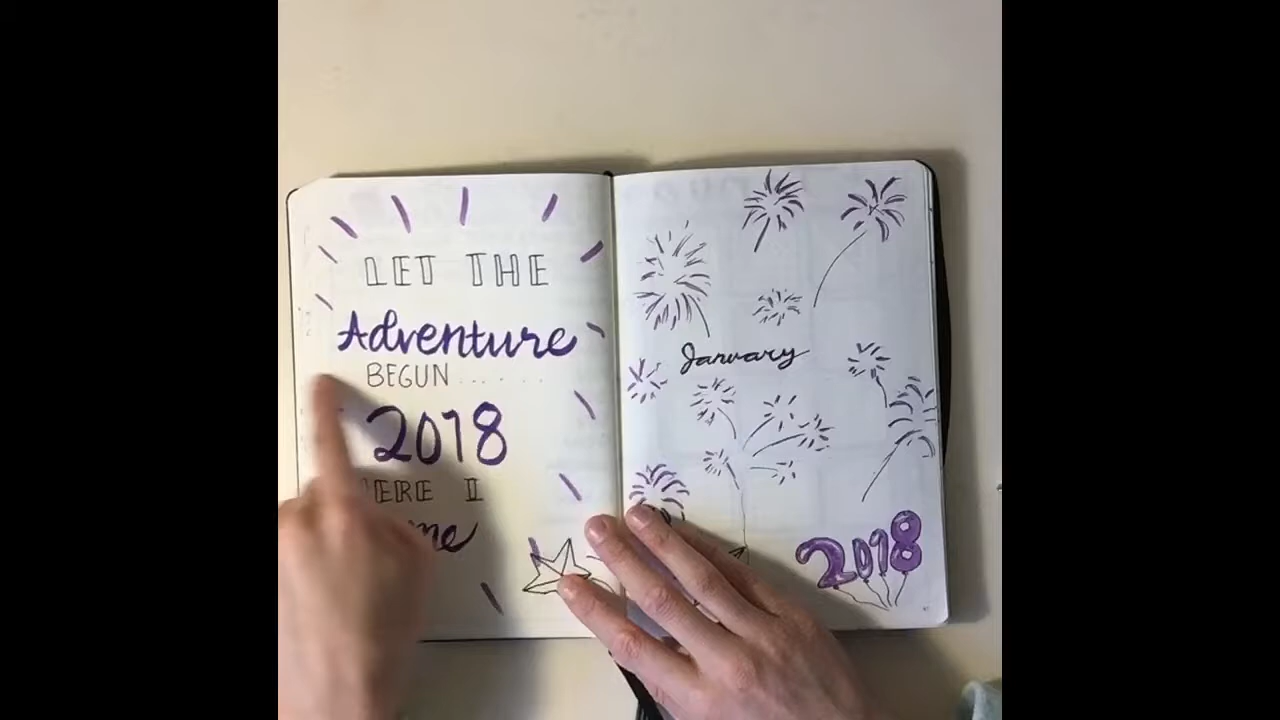 LET THE
Adventure
BEGUN.......
2018
I
January
2018